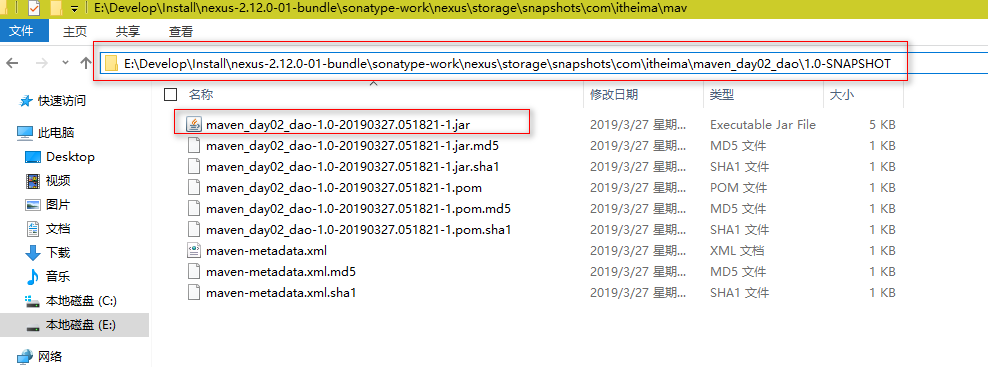 E:\Develop\Install\nexus-2.12.0-01-bundle\sonatype-work\nexus\storage\snapshots\com\itheima\mav
文件 主页 共享 查看
E:\Develop\Install\nexus-2.12.0-01-bundle\sonatype-work\nexus\storage\snapshots\com\itheima\maven_day02_dao\1.0-SNAPSHOT
快速访问
此电脑
Desktop
视频
图片
文档
下载
音乐
本地磁盘 (C:)
本地磁盘 (E:)
网络
名称 修改日期 类型 大小
maven_day02_dao-1.0-20190327.051821-1.jar 2019/3/27 星期... Executable Jar File 5 KB
maven_day02_dao-1.0-20190327.051821-1.jar.md5 2019/3/27 星期... MD5 文件 1 KB
maven_day02_dao-1.0-20190327.051821-1.jar.sha1 2019/3/27 星期... SHA1 文件 1 KB
maven_day02_dao-1.0-20190327.051821-1.pom 2019/3/27 星期... POM 文件 1 KB
maven_day02_dao-1.0-20190327.051821-1.pom.md5 2019/3/27 星期... MD5 文件 1 KB
maven_day02_dao-1.0-20190327.051821-1.pom.sha1 2019/3/27 星期... SHA1 文件 1 KB
maven-metadata.xml 2019/3/27 星期... XML 文档 1 KB
maven-metadata.xml.md5 2019/3/27 星期... MD5 文件 1 KB
maven-metadata.xml.sha1 2019/3/27 星期... SHA1 文件 1 KB